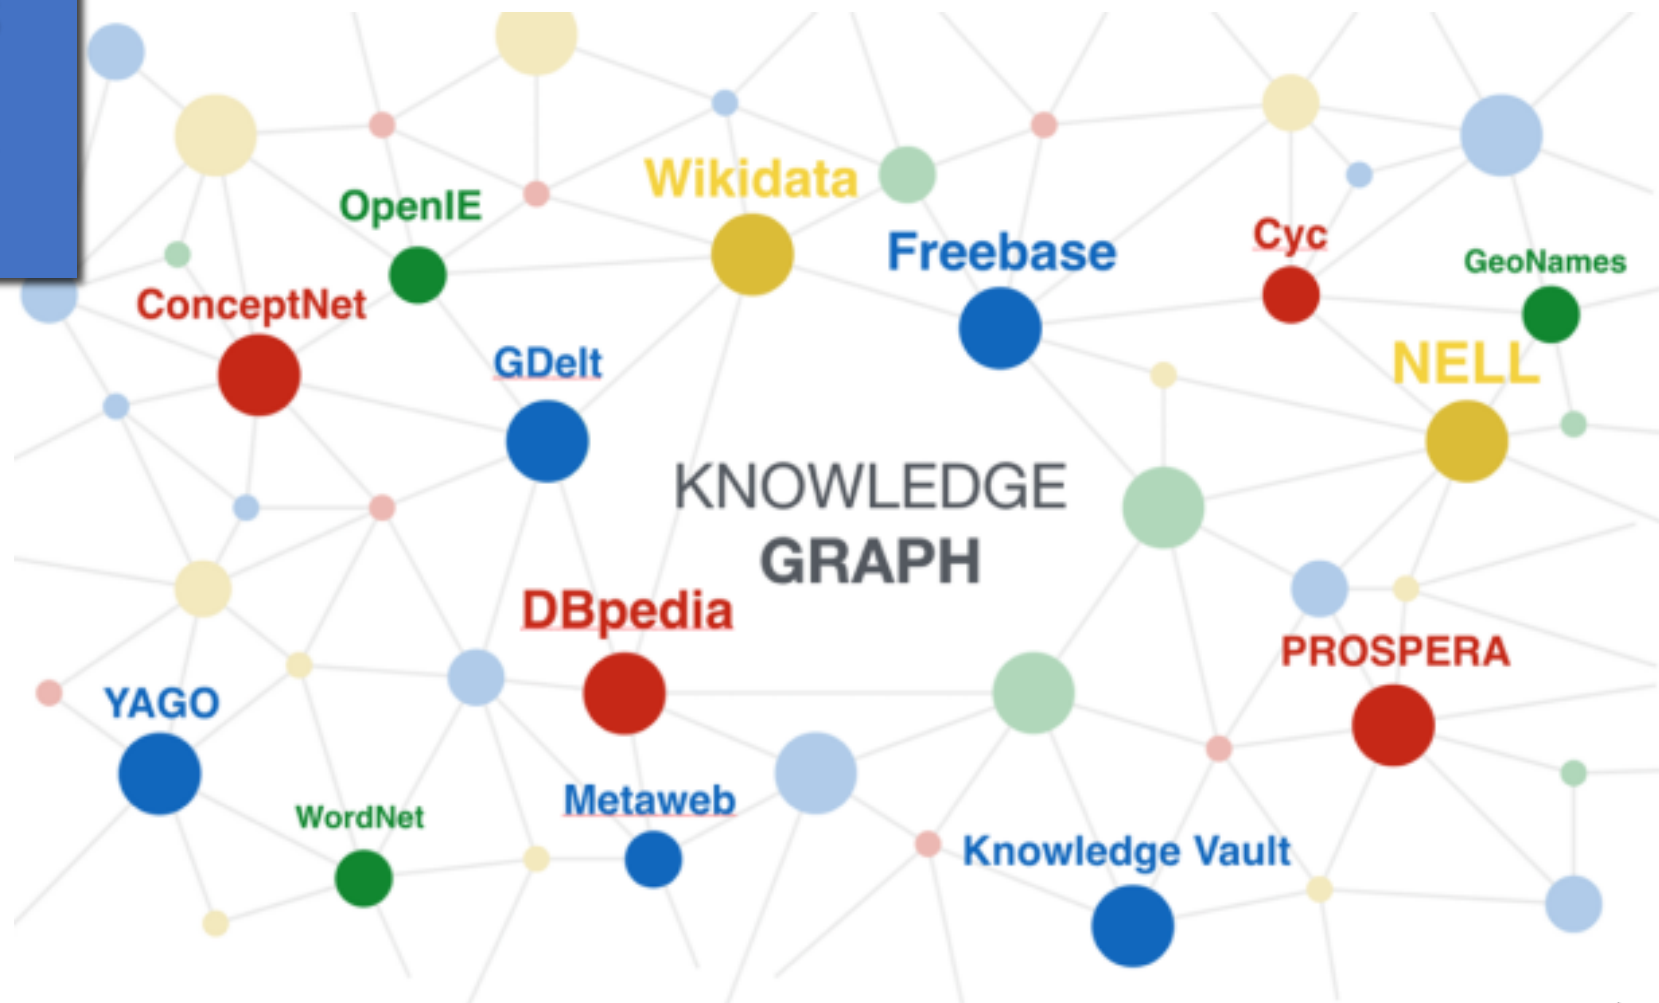 Wikidata
OpenIE
Freebase
Cyc
GeoNames
ConceptNet
GDelt
NELL
KNOWLEDGE
GRAPH
DBpedia
PROSPERA
YAGO
Metaweb
WordNet
Knowledge Vault